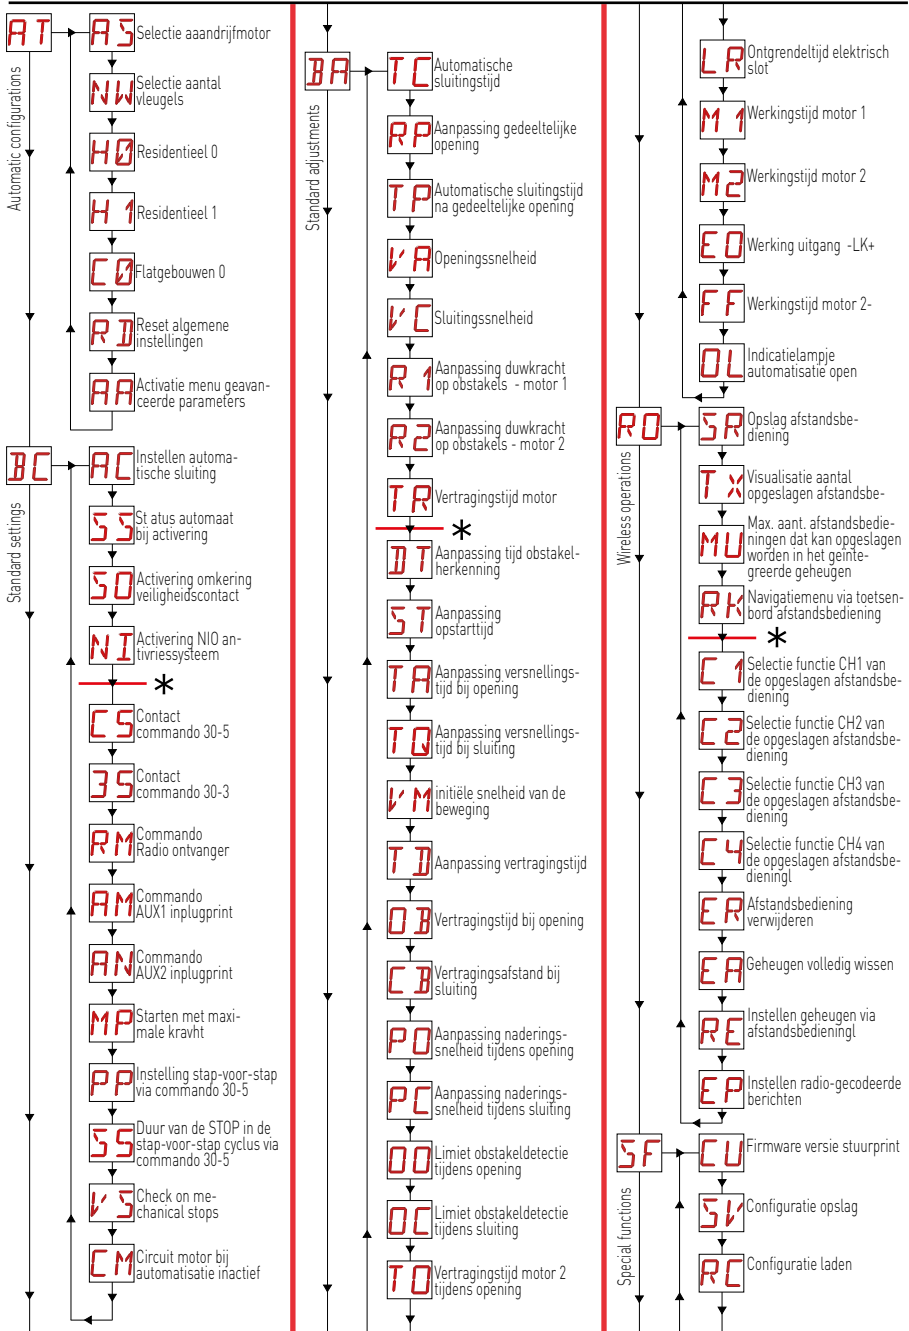 AT
Automatic configurations
AS
Selectie aaandrijfmotor
NW
Selectie aantal
vleugels
H0
Residentieel 0
H1
Residentieel 1
C0
Flatgebouwen 0
RD
Reset algemene
instellingen
AA
Activatie menu geavan-
ceerde parameters
BC
Standard settings
AC
Instellen automa-
tische sluiting
SS
St atus automaat
bij activering
SO
Activering omkering
veiligheidscontact
NI
Activering NIO an-
tivriessysteem
*
CS
Contact
commando 30-5
3S
Contact
commando 30-3
RM
Commando
Radio ontvanger
AM
Commando
AUX1 inplugprint
AN
Commando
AUX2 inplugprint
MP
Starten met maxi-
male kravht
PP
Instelling stap-voor-stap
via commando 30-5
SS
Duur van de STOP in de
stap-voor-stap cyclus via
commando 30-5
VS
Check on me-
chanical stops
CM
Circuit motor bij
automatisatie inactief
BA
Standard adjustments
TC
Automatische
sluitingstijd
RP
Aanpassing gedeeltelijke
opening
TP
Automatische sluitingstijd
na gedeeltelijke opening
VA
Openingssnelheid
VC
Sluitingssnelheid
R1
Aanpassing duwkracht
op obstakels - motor 1
R2
Aanpassing duwkracht
op obstakels - motor 2
TR
Vertragingstijd motor
*
DT
Aanpassing tijd obstakel-
herkenning
ST
Aanpassing
opstarttijd
TA
Aanpassing versnellings-
tijd bij opening
TQ
Aanpassing versnellings-
tijd bij sluiting
VM
initiële snelheid van de
beweging
TD
Aanpassing vertragingstijd
OB
Vertragingstijd bij opening
CB
Vertragingsafstand bij
sluiting
PO
Aanpassing naderings-
snelheid tijdens opening
PC
Aanpassing naderings-
snelheid tijdens sluiting
OO
Limiet obstakeldetectie
tijdens opening
OC
Limiet obstakeldetectie
tijdens sluiting
TO
Vertragingstijd motor 2
tijdens opening
LR
Ontgrendeltijd elektrisch
slot
M1
Werkingstijd motor 1
M2
Werkingstijd motor 2
EO
Werking uitgang -LK+
FF
Werkingstijd motor 2-
OL
Indicatielampje
automatisatie open
RO
Wireless operations
SR
Opslag afstandsbe-
diening
TX
Visualisatie aantal
opgeslagen afstandsbe-
MU
Max. aant. afstandsbedie-
ningen dat kan opgeslagen
worden in het geïnte-
greerde geheugen
RK
Navigatiemenu via toetsen-
bord afstandsbediening
*
C1
Selectie functie CH1 van
de opgeslagen afstandsbe-
diening
C2
Selectie functie CH2 van
de opgeslagen afstandsbe-
diening
C3
Selectie functie CH3 van
de opgeslagen afstandsbe-
diening
C4
Selectie functie CH4 van
de opgeslagen afstandsbe-
dieningl
ER
Afstandsbediening
verwijderen
EA
Geheugen volledig wissen
RE
Instellen geheugen via
afstandsbedieningl
EP
Instellen radio-gecodeerde
berichten
SF
Special functions
CU
Firmware versie stuurprint
SV
Configuratie opslag
RC
Configuratie laden